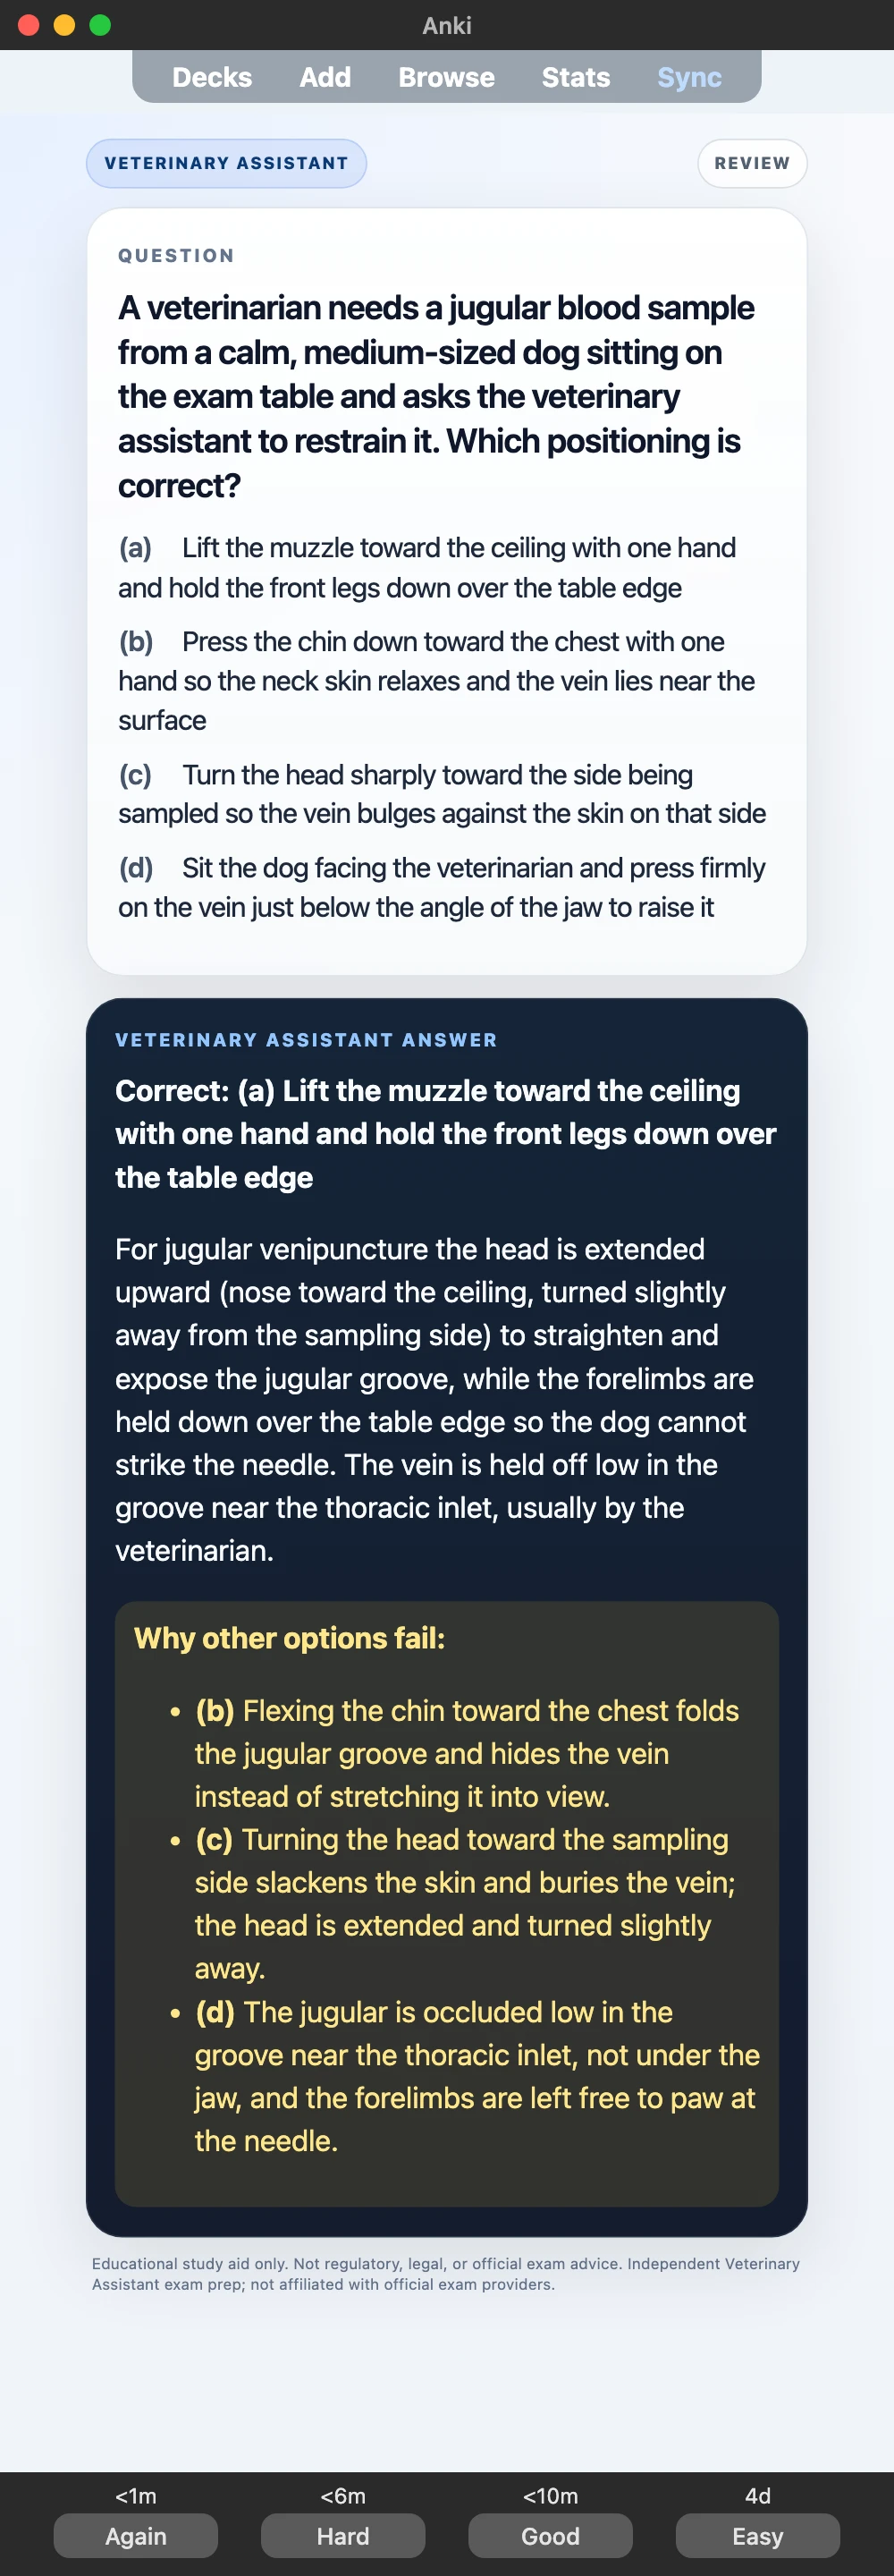 Anki
Decks Add Browse Stats Sync
VETERINARY ASSISTANT REVIEW
QUESTION
A veterinarian needs a jugular blood sample
from a calm, medium-sized dog sitting on
the exam table and asks the veterinary
assistant to restrain it. Which positioning is
correct?
(a) Lift the muzzle toward the ceiling with one hand
and hold the front legs down over the table edge
(b) Press the chin down toward the chest with one
hand so the neck skin relaxes and the vein lies near the
surface
(c) Turn the head sharply toward the side being
sampled so the vein bulges against the skin on that side
(d) Sit the dog facing the veterinarian and press firmly
on the vein just below the angle of the jaw to raise it
VETERINARY ASSISTANT ANSWER
Correct: (a) Lift the muzzle toward the ceiling
with one hand and hold the front legs down over
the table edge
For jugular venipuncture the head is extended
upward (nose toward the ceiling, turned slightly
away from the sampling side) to straighten and
expose the jugular groove, while the forelimbs are
held down over the table edge so the dog cannot
strike the needle. The vein is held off low in the
groove near the thoracic inlet, usually by the
veterinarian.
Why other options fail:
• (b) Flexing the chin toward the chest folds
the jugular groove and hides the vein
instead of stretching it into view.
• (c) Turning the head toward the sampling
side slackens the skin and buries the vein;
the head is extended and turned slightly
away.
• (d) The jugular is occluded low in the
groove near the thoracic inlet, not under the
jaw, and the forelimbs are left free to paw at
the needle.
Educational study aid only. Not regulatory, legal, or official exam advice. Independent Veterinary
Assistant exam prep; not affiliated with official exam providers.
<1m <6m <10m 4d
Again Hard Good Easy